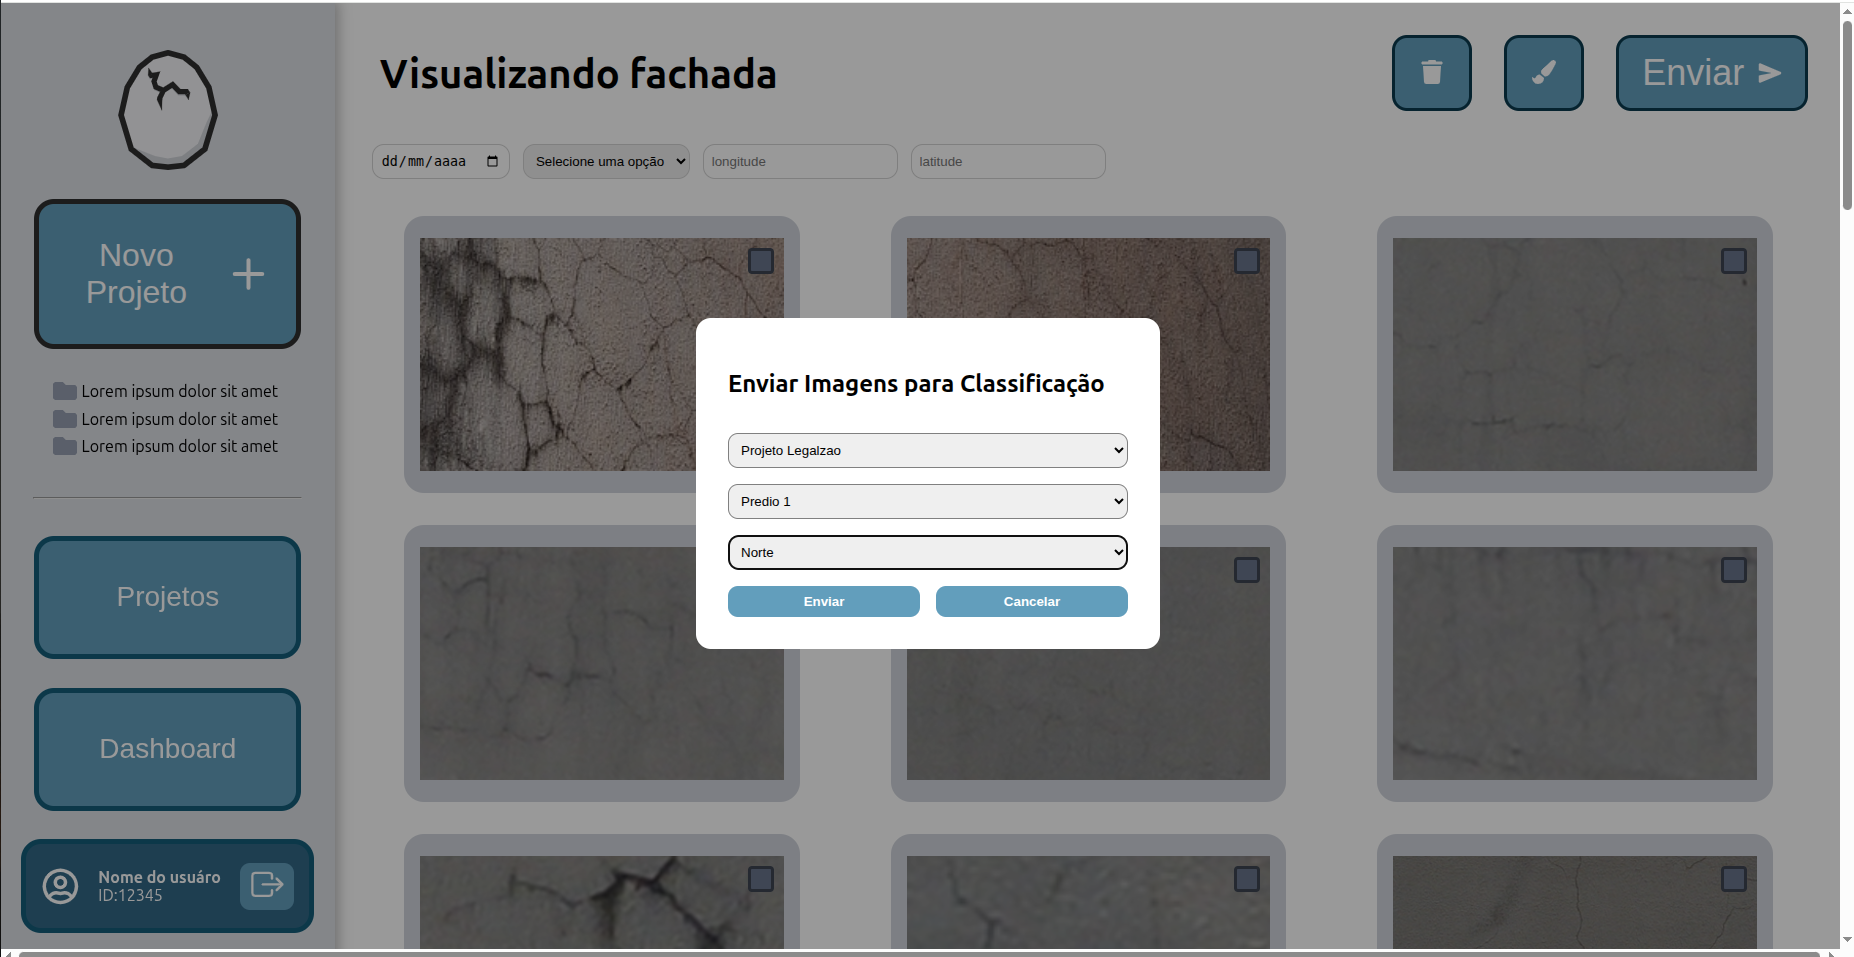 Visualizando fachada
Enviar
dd/mm/aaaa
Selecione uma opção
longitude
latitude
Novo
Projeto
Lorem ipsum dolor sit amet
Lorem ipsum dolor sit amet
Lorem ipsum dolor sit amet
Projetos
Dashboard
Nome do usuáro
ID:12345
Enviar Imagens para Classificação
Projeto Legalzao
Predio 1
Norte
Enviar
Cancelar